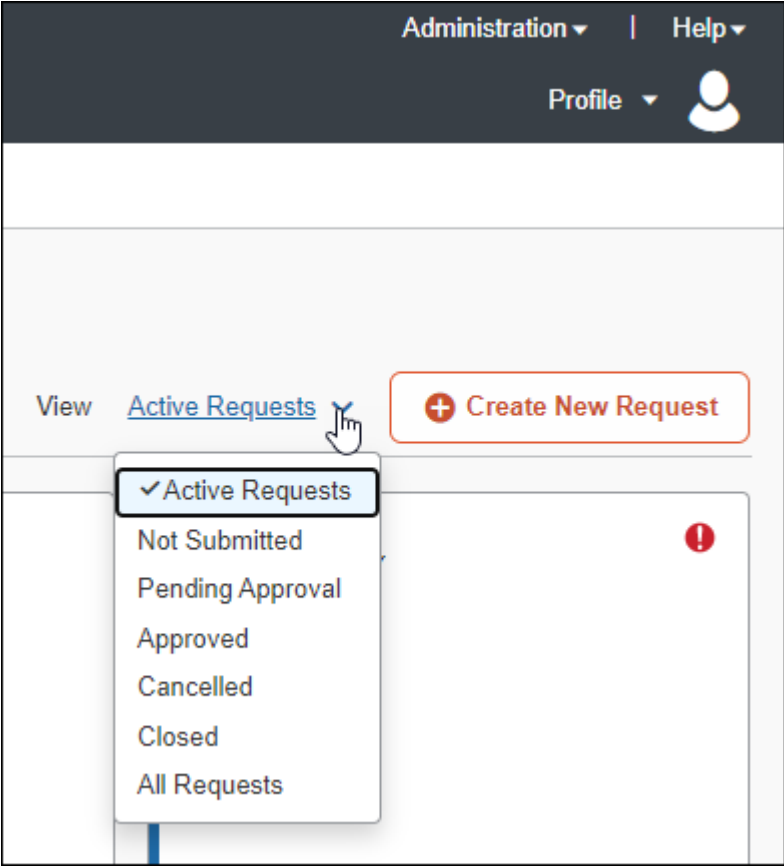 Administration | Help
Profile
View Active Requests Create New Request
Active Requests
Not Submitted
Pending Approval
Approved
Cancelled
Closed
All Requests